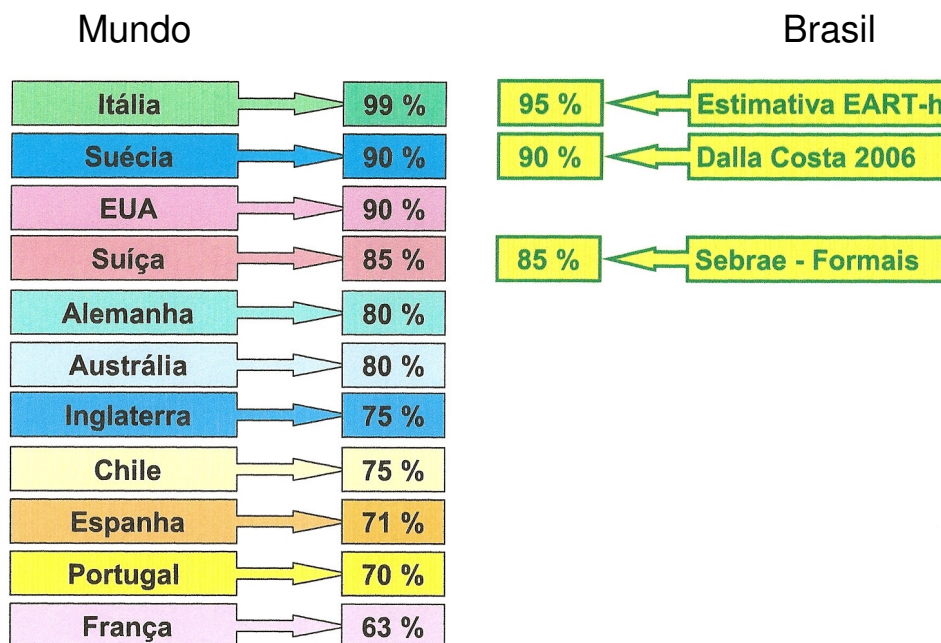 Mundo
Itália 99 %
Suécia 90 %
EUA 90 %
Suíça 85 %
Alemanha 80 %
Austrália 80 %
Inglaterra 75 %
Chile 75 %
Espanha 71 %
Portugal 70 %
França 63 %
Brasil
95 % Estimativa EART-h
90 % Dalla Costa 2006
85 % Sebrae - Formais